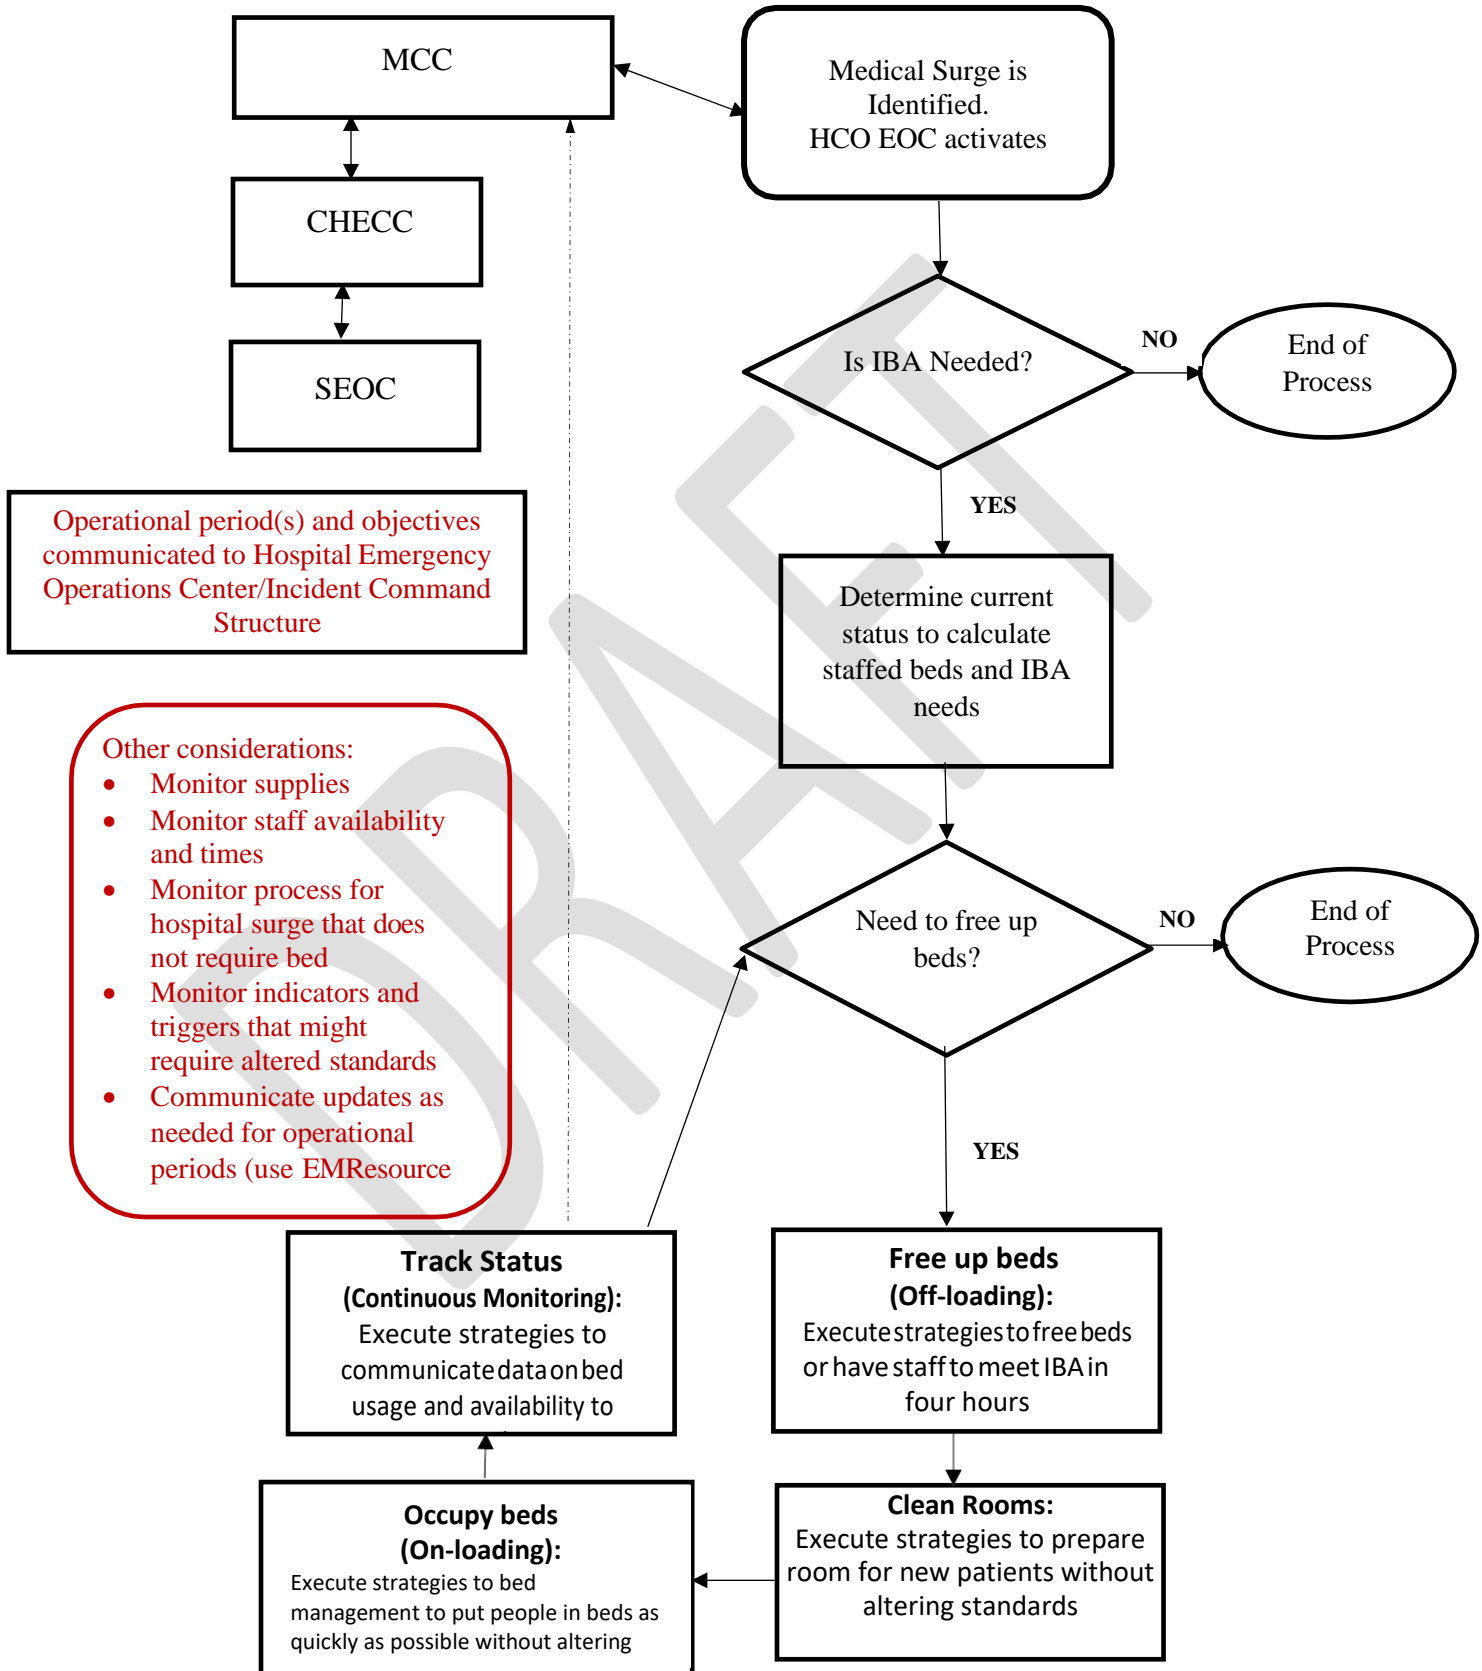 MCC
Medical Surge is
Identified.
HCO EOC activates
CHECC
SEOC
Is IBA Needed?
NO
End of
Process
YES
Operational period(s) and objectives
communicated to Hospital Emergency
Operations Center/Incident Command
Structure
Determine current
status to calculate
staffed beds and IBA
needs
Other considerations:
• Monitor supplies
• Monitor staff availability
and times
• Monitor process for
hospital surge that does
not require bed
• Monitor indicators and
triggers that might
require altered standards
• Communicate updates as
needed for operational
periods (use EMResource
Need to free up
beds?
NO
End of
Process
YES
Track Status
(Continuous Monitoring):
Execute strategies to
communicate data on bed
usage and availability to
Free up beds
(Off-loading):
Execute strategies to free beds
or have staff to meet IBA in
four hours
Occupy beds
(On-loading):
Execute strategies to bed
management to put people in beds as
quickly as possible without altering
Clean Rooms:
Execute strategies to prepare
room for new patients without
altering standards
DRAFT